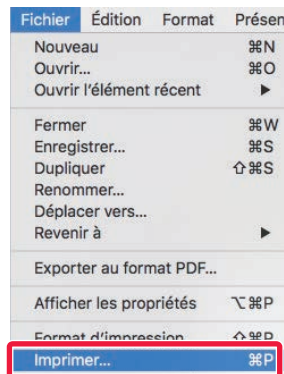 Fichier Édition Format Présen
Nouveau ⌘N
Ouvrir... ⌘O
Ouvrir l'élément récent ▶
Fermer ⌘W
Enregistrer... ⌘S
Dupliquer ⇧⌘S
Renommer...
Déplacer vers...
Revenir à ▶
Exporter au format PDF...
Afficher les propriétés ⌥⌘P
Format d'impression ⇧⌘P
Imprimer... ⌘P